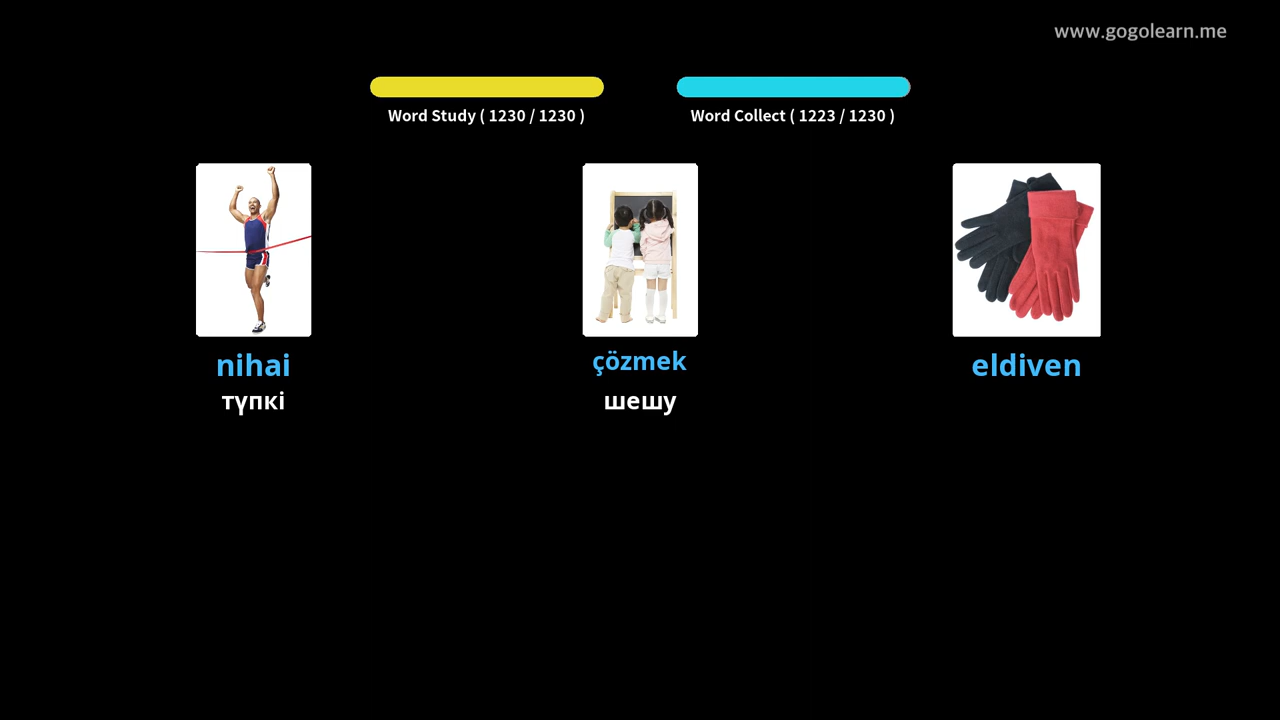 www.gogolearn.me
Word Study ( 1230 / 1230 )
Word Collect ( 1223 / 1230 )
nihai
түпкі
çözmek
шешу
eldiven